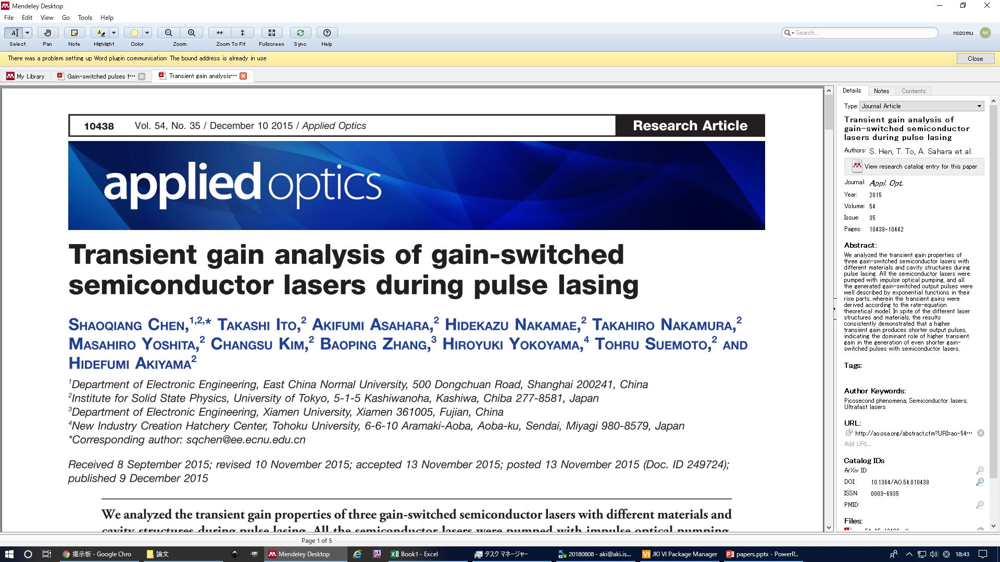 Mendeley Desktop
File Edit View Go Tools Help
Select Pan Note Highlight Color Zoom Zoom To Fit Fullscreen Sync Help
Search...
nozomu NK
There was a problem setting up Word plugin communication: The bound address is already in use
Close
My Library
Gain-switched pulses f…
Transient gain analysis…
10438 Vol. 54, No. 35 / December 10 2015 / Applied Optics
Research Article
applied optics
Transient gain analysis of gain-switched
semiconductor lasers during pulse lasing
SHAOQIANG CHEN,1,2,* TAKASHI ITO,2 AKIFUMI ASAHARA,2 HIDEKAZU NAKAMAE,2 TAKAHIRO NAKAMURA,2
MASAHIRO YOSHITA,2 CHANGSU KIM,2 BAOPING ZHANG,3 HIROYUKI YOKOYAMA,4 TOHRU SUEMOTO,2 AND
HIDEFUMI AKIYAMA2
1Department of Electronic Engineering, East China Normal University, 500 Dongchuan Road, Shanghai 200241, China
2Institute for Solid State Physics, University of Tokyo, 5-1-5 Kashiwanoha, Kashiwa, Chiba 277-8581, Japan
3Department of Electronic Engineering, Xiamen University, Xiamen 361005, Fujian, China
4New Industry Creation Hatchery Center, Tohoku University, 6-6-10 Aramaki-Aoba, Aoba-ku, Sendai, Miyagi 980-8579, Japan
*Corresponding author: sqchen@ee.ecnu.edu.cn
Received 8 September 2015; revised 10 November 2015; accepted 13 November 2015; posted 13 November 2015 (Doc. ID 249724);
published 9 December 2015
We analyzed the transient gain properties of three gain-switched semiconductor lasers with different materials and
cavity structures during pulse lasing. All the semiconductor lasers were pumped with impulse optical pumping,
Page 1 of 5
Details Notes Contents
Type: Journal Article
Transient gain analysis of
gain-switched semiconductor
lasers during pulse lasing
Authors: S. Hen, T. To, A. Sahara et al.
View research catalog entry for this paper
Journal: Appl. Opt.
Year: 2015
Volume: 54
Issue: 35
Pages: 10438-10442
Abstract:
We analyzed the transient gain properties of
three gain-switched semiconductor lasers with
different materials and cavity structures during
pulse lasing. All the semiconductor lasers were
pumped with impulse optical pumping, and all
the generated gain-switched output pulses were
well described by exponential functions in their
rise parts, wherein the transient gains were
derived according to the rate-equation
theoretical model. In spite of the different laser
structures and materials, the results
consistently demonstrated that a higher
transient gain produces shorter output pulses,
indicating the dominant role of higher transient
gain in the generation of even shorter gain-
switched pulses with semiconductor lasers.
Tags:
Author Keywords:
Picosecond phenomena; Semiconductor lasers;
Ultrafast lasers
URL:
http://ao.osa.org/abstract.cfm?URI=ao-54…
Add URL...
Catalog IDs
ArXiv ID:
DOI: 10.1364/AO.54.010438
ISSN: 0003-6935
PMID:
Files:
掲示板 - Google Chro
論文
Mendeley Desktop
Book1 - Excel
タスク マネージャー
20180808 - aki@aki.is...
JKI VI Package Manager
papers.pptx - PowerP...
18:43